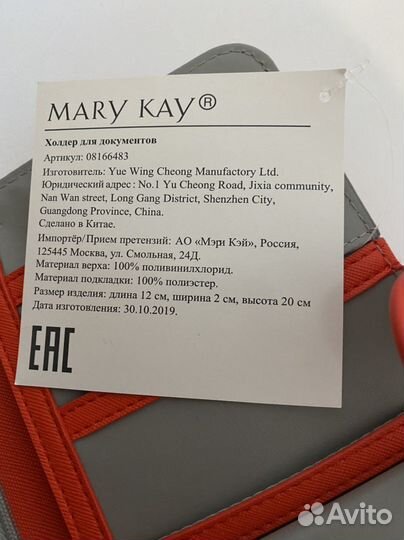 MARY KAY®
Холдер для документов
Артикул: 08166483
Изготовитель: Yue Wing Cheong Manufactory Ltd.
Юридический адрес: No.1 Yu Cheong Road, Jixia community,
Nan Wan street, Long Gang District, Shenzhen City,
Guangdong Province, China.
Сделано в Китае.
Импортёр/Прием претензий: АО «Мэри Кэй», Россия,
125445 Москва, ул. Смольная, 24Д.
Материал верха: 100% поливинилхлорид.
Материал подкладки: 100% полиэстер.
Размер изделия: длина 12 см, ширина 2 см, высота 20 см
Дата изготовления: 30.10.2019.
EAC
Avito